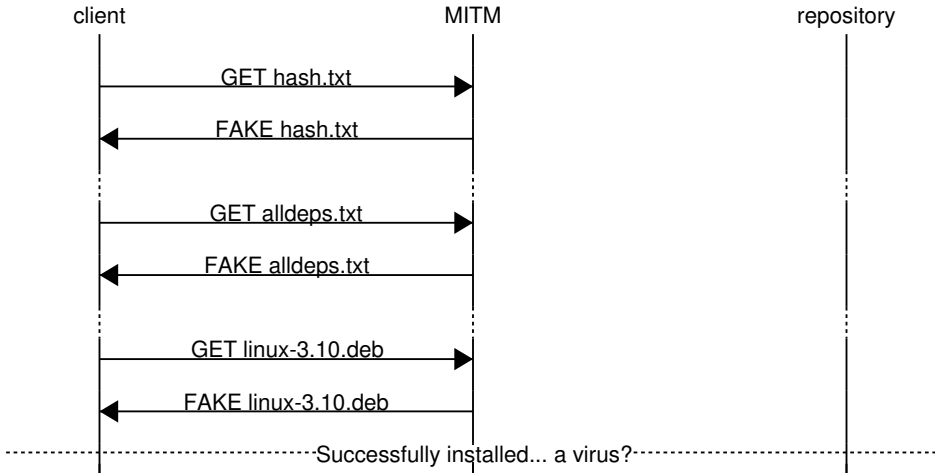 client MITM repository
GET hash.txt
FAKE hash.txt
GET alldeps.txt
FAKE alldeps.txt
GET linux-3.10.deb
FAKE linux-3.10.deb
Successfully installed... a virus?